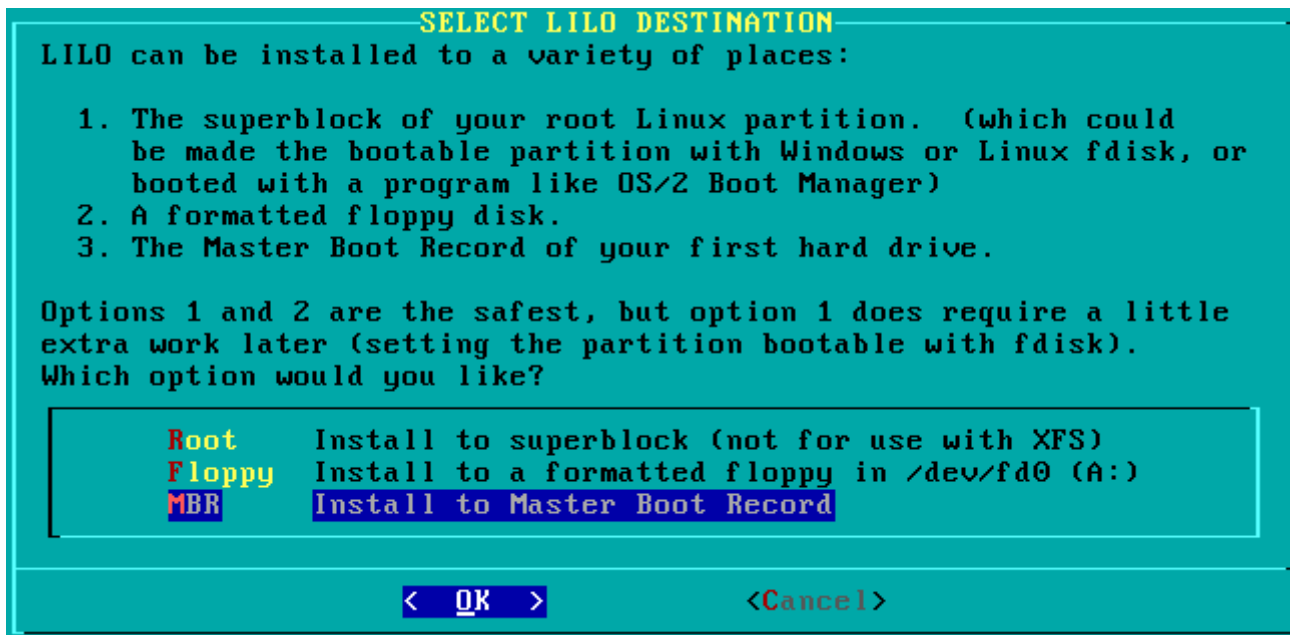 SELECT LILO DESTINATION
LILO can be installed to a variety of places:
1. The superblock of your root Linux partition.  (which could
be made the bootable partition with Windows or Linux fdisk, or
booted with a program like OS/2 Boot Manager)
2. A formatted floppy disk.
3. The Master Boot Record of your first hard drive.
Options 1 and 2 are the safest, but option 1 does require a little
extra work later (setting the partition bootable with fdisk).
Which option would you like?
Root    Install to superblock (not for use with XFS)
Floppy  Install to a formatted floppy in /dev/fd0 (A:)
MBR     Install to Master Boot Record
<  OK  >    <Cancel>